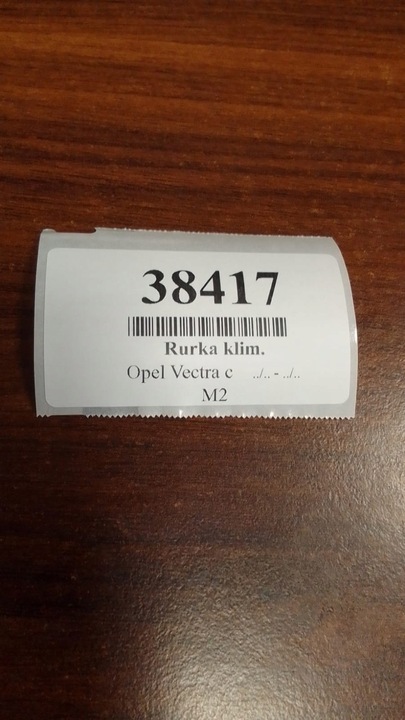 38417
Rurka klim.
Opel Vectra c ../.. - ../..
M2